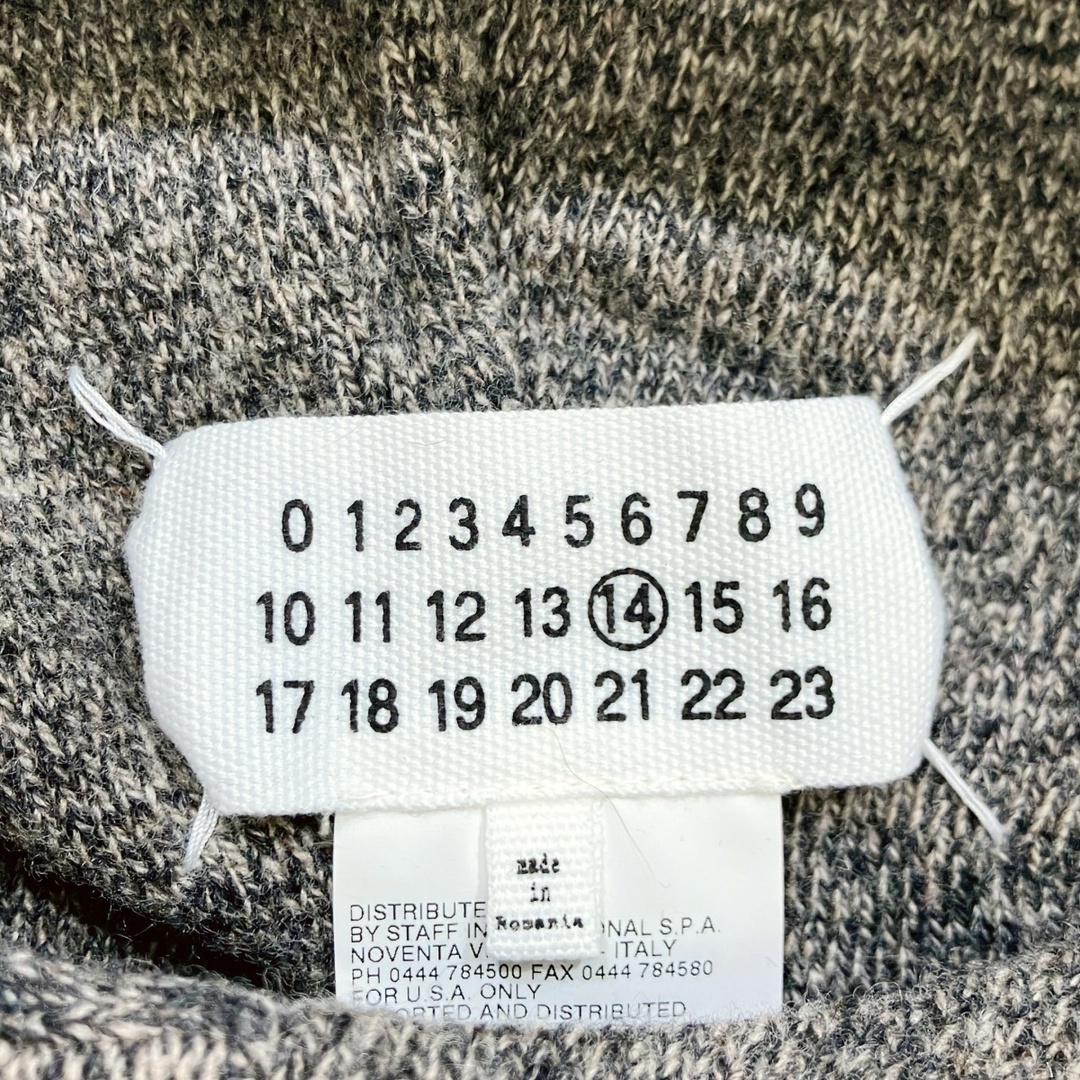 0 1 2 3 4 5 6 7 8 9
10 11 12 13 14 15 16
17 18 19 20 21 22 23
made
in
Romania
DISTRIBUTE
BY STAFF IN ONAL S.P.A.
NOVENTA V - ITALY
PH 0444 784500 FAX 0444 784580
FOR U.S.A. ONLY
ORTED AND DISTRIBUTED